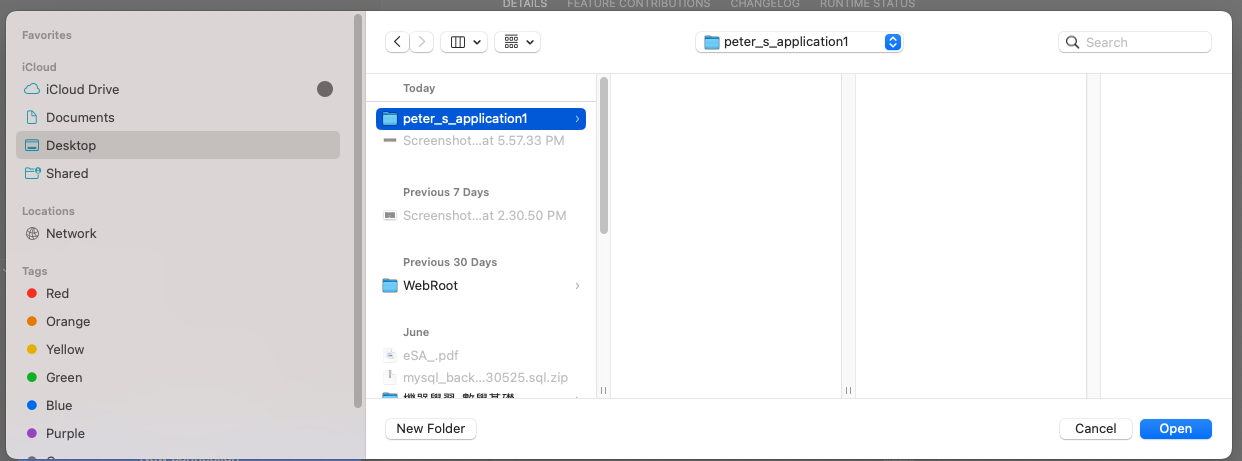 DETAILS FEATURE CONTRIBUTIONS CHANGELOG RUNTIME STATUS
Favorites
iCloud
iCloud Drive
Documents
Desktop
Shared
Locations
Network
Tags
Red
Orange
Yellow
Green
Blue
Purple
peter_s_application1
Search
Today
peter_s_application1
Screenshot...at 5.57.33 PM
Previous 7 Days
Screenshot...at 2.30.50 PM
Previous 30 Days
WebRoot
June
eSA_.pdf
mysql_back...30525.sql.zip
New Folder
Cancel
Open